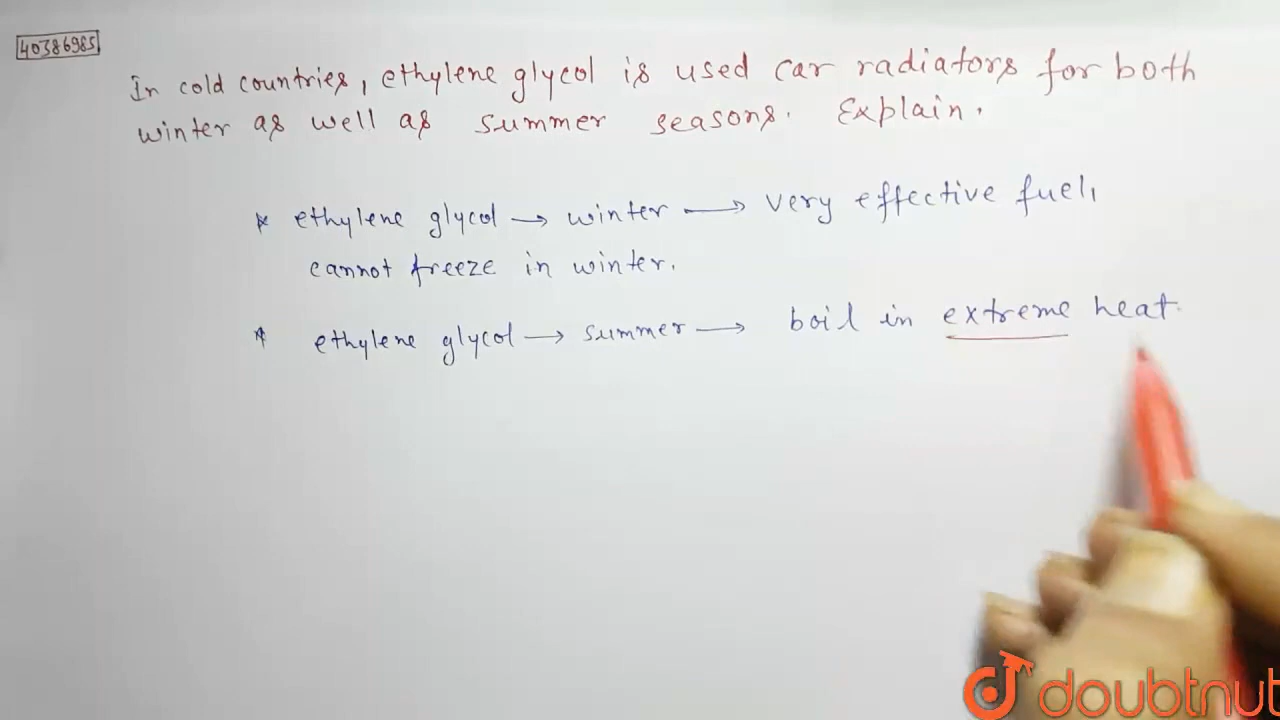 40386985
In cold countries, ethylene glycol is used car radiators for both
winter as well as summer seasons. Explain.
* ethylene glycol → winter → very effective fuel,
cannot freeze in winter.
* ethylene glycol → summer → boil in extreme heat.
doubtnut